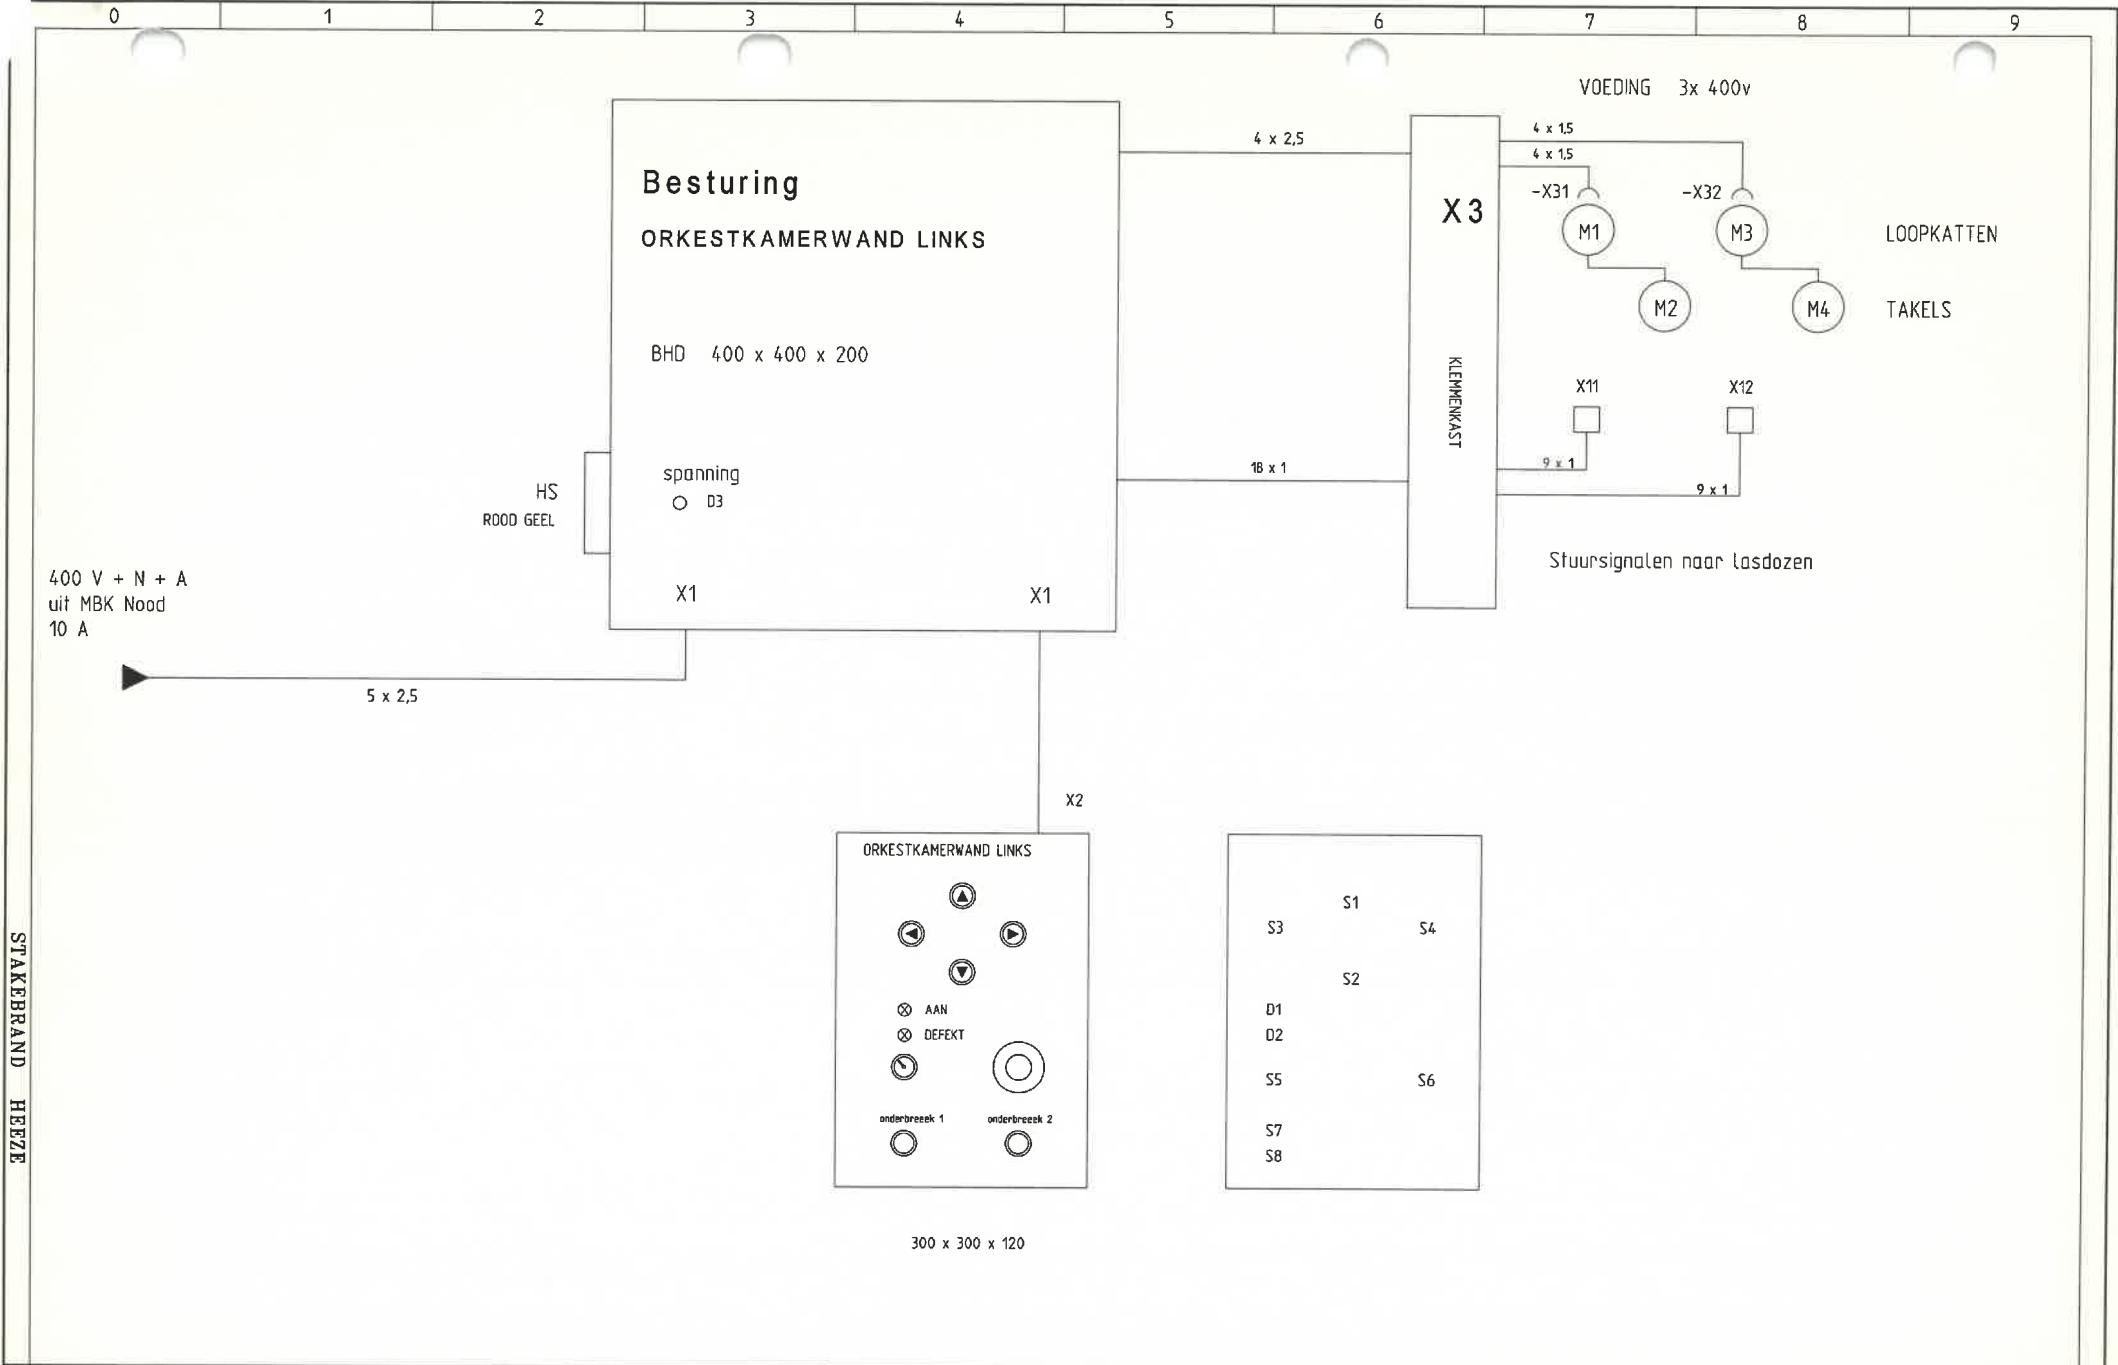 0 1 2 3 4 5 6 7 8 9
VOEDING 3x 400v
4 x 2,5
4 x 1,5
4 x 1,5
Besturing
ORKESTKAMERWAND LINKS
X3
-X31
-X32
M1
M3
LOOPKATTEN
M2
M4
TAKELS
BHD 400 x 400 x 200
KLEMMENKAST
X11
X12
spanning
D3
HS
ROOD GEEL
18 x 1
9 x 1
9 x 1
Stuursignalen naar lasdozen
400 V + N + A
uit MBK Nood
10 A
X1
X1
5 x 2,5
X2
ORKESTKAMERWAND LINKS
AAN
DEFEKT
onderbreeek 1
onderbreeek 2
300 x 300 x 120
S1
S3
S4
S2
D1
D2
S5
S6
S7
S8
STAKEBRAND HEEZE